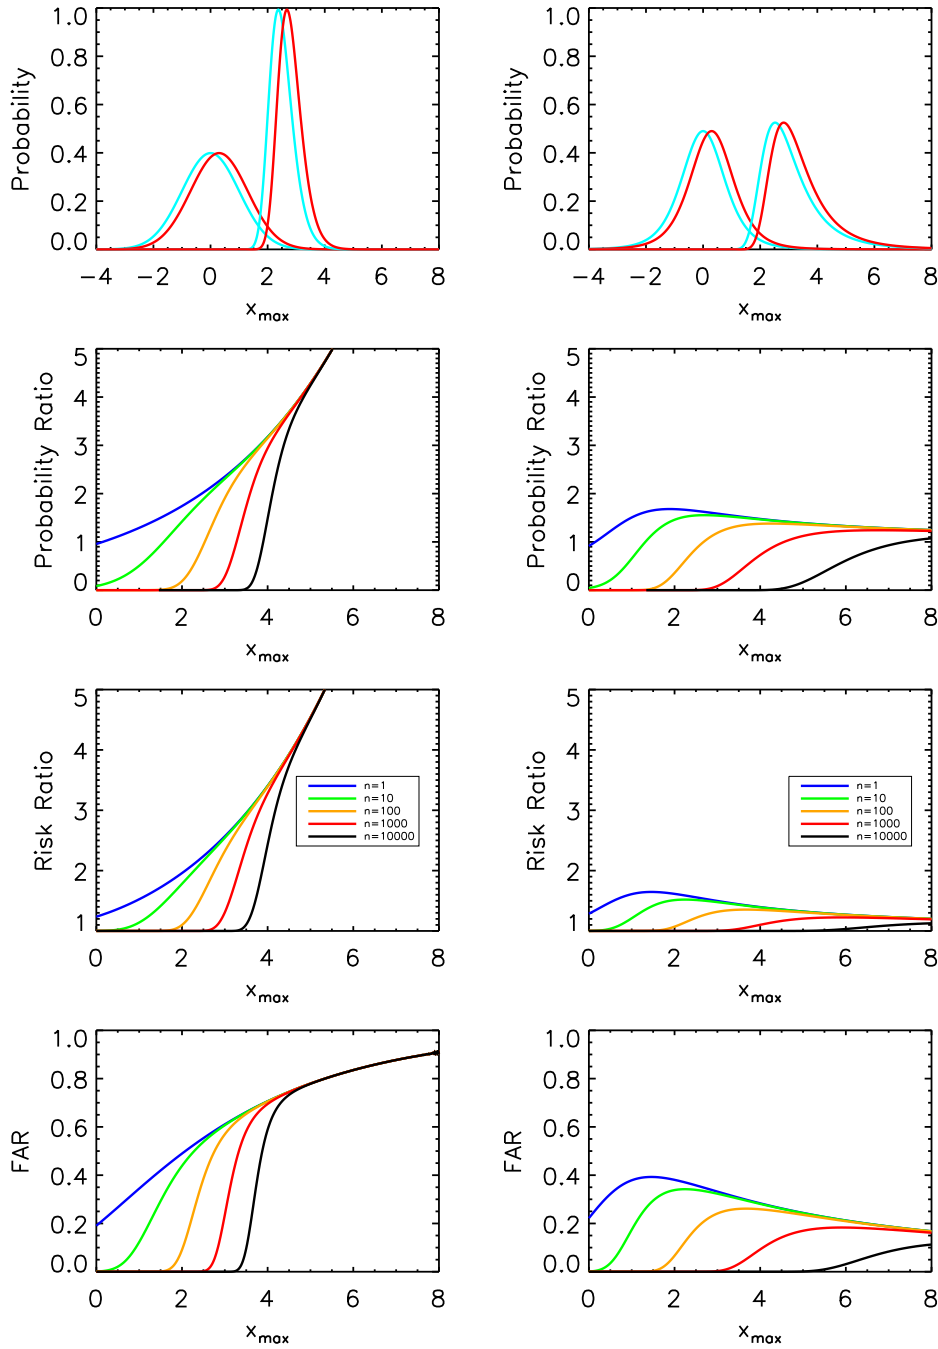 1.0 1.0
0.8 0.8
Probability Probability
0.6 0.6
0.4 0.4
0.2 0.2
0.0 0.0
−4 −2 0 2 4 6 8 −4 −2 0 2 4 6 8
xmax xmax
5 5
4 4
Probability Ratio Probability Ratio
3 3
2 2
1 1
0 0
0 2 4 6 8 0 2 4 6 8
xmax xmax
5 5
4 4
Risk Ratio Risk Ratio
n=1 n=1
n=10 n=10
3 3
n=100 n=100
n=1000 n=1000
n=10000 n=10000
2 2
1 1
0 2 4 6 8 0 2 4 6 8
xmax xmax
1.0 1.0
0.8 0.8
0.6 0.6
FAR FAR
0.4 0.4
0.2 0.2
0.0 0.0
0 2 4 6 8 0 2 4 6 8
xmax xmax